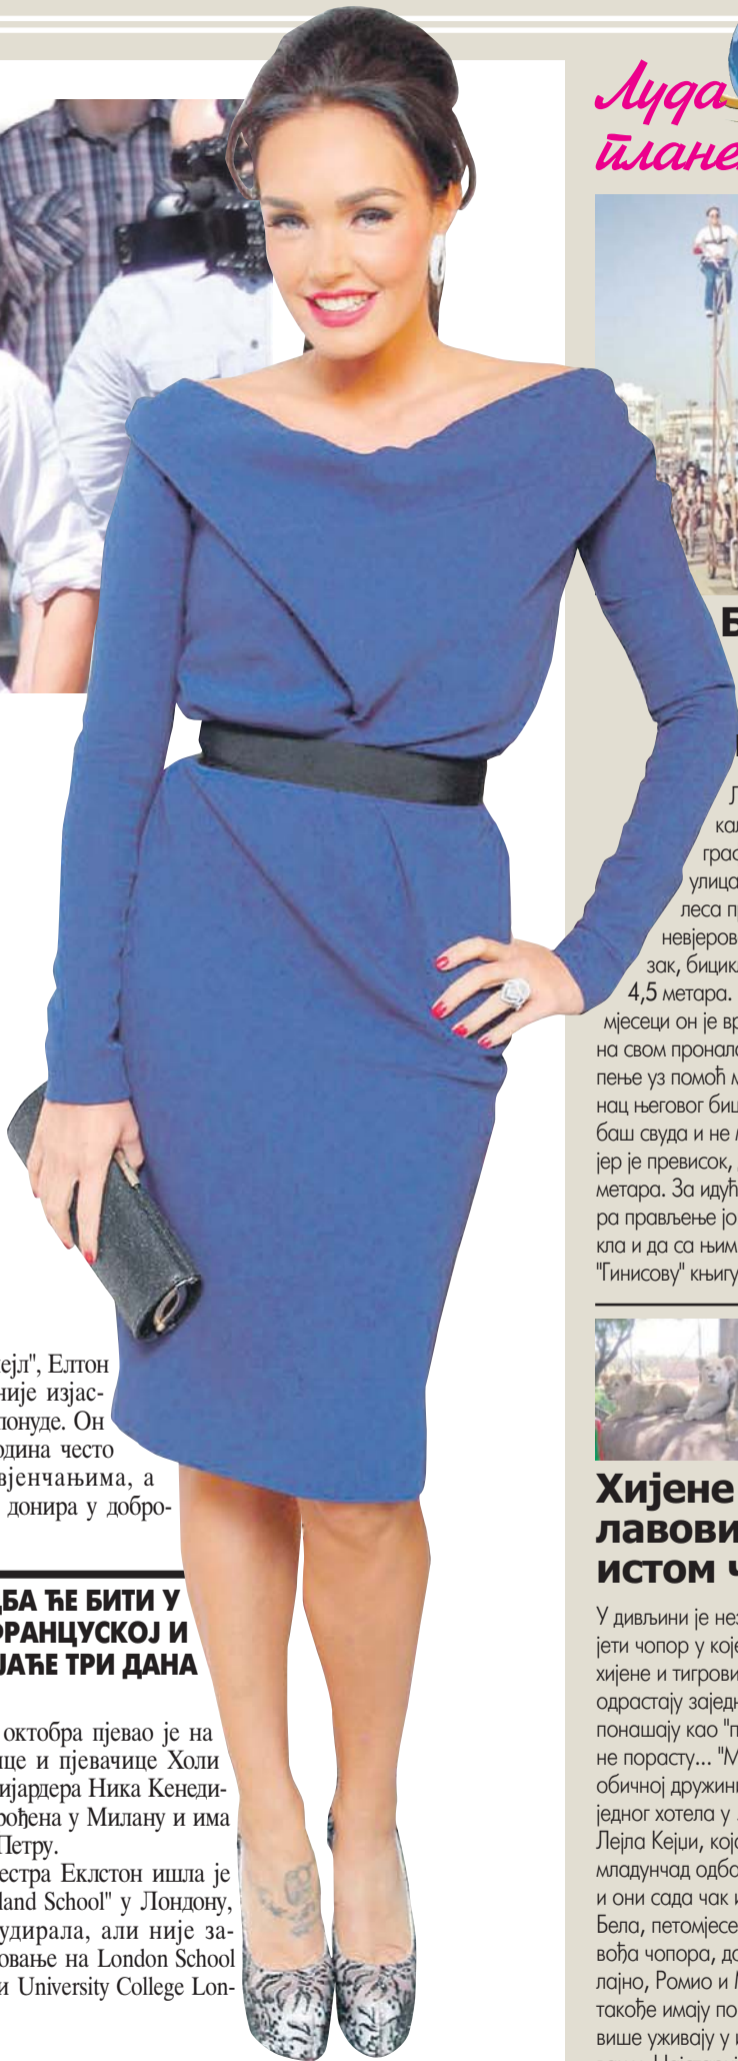 ејл", Елтон
није изјас-
понуде. Он
одина често
вјенчањима, а
донира у добро-
ДБА ЋЕ БИТИ У
ФРАНЦУСКОЈ И
ЈАЋЕ ТРИ ДАНА
октобра пјевао је на
це и пјевачице Холи
ијардера Ника Кенеди-
рођена у Милану и има
Петру.
естра Еклстон ишла је
land School" у Лондону,
удирала, али није за-
овање на London School
и University College Lon-
Луда
плане
Б
кал
град
улица
леса п
невјеров
зак, бицик
4,5 метара.
мјесеци он је вр
на свом пронала
пење уз помоћ м
нац његовог биц
баш свуда и не м
јер је превисок,
метара. За идућ
ра прављење јо
кла и да са њим
"Гинисову" књигу
Хијене
лавови
истом ч
У дивљини је нез
јети чопор у које
хијене и тигрови
одрастају заједн
понашају као "п
не порасту... "М
обичној дружин
једног хотела у
Лејла Кејџи, која
младунчад одба
и они сада чак и
Бела, петомјесе
вођа чопора, до
лајно, Ромио и М
такође имају по
више уживају у и